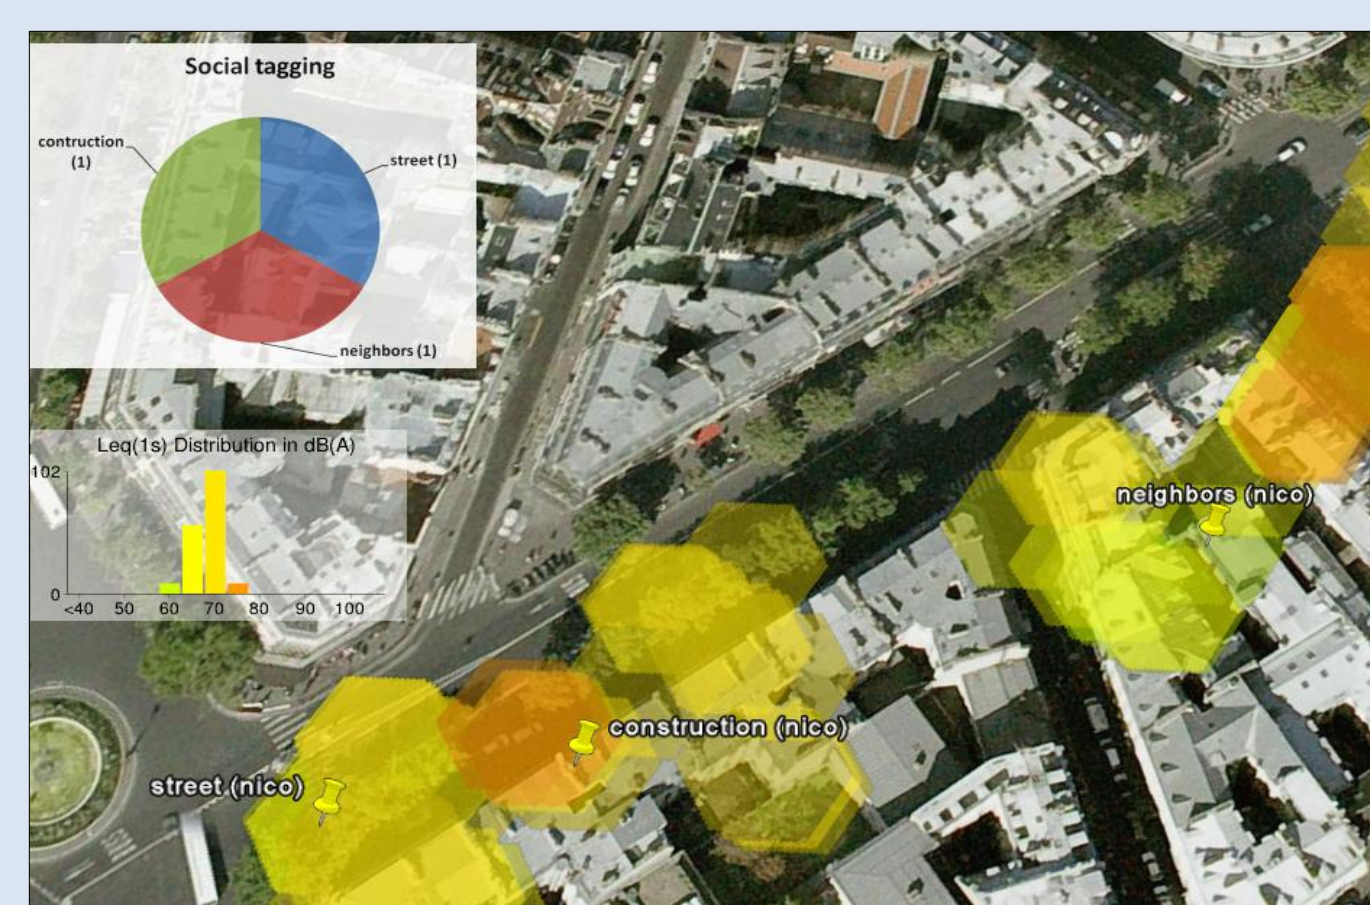 Social tagging
contruction
(1)
street (1)
neighbors (1)
Leq(1s) Distribution in dB(A)
102
0
<40 50 60 70 80 90 100
neighbors (nico)
construction (nico)
street (nico)